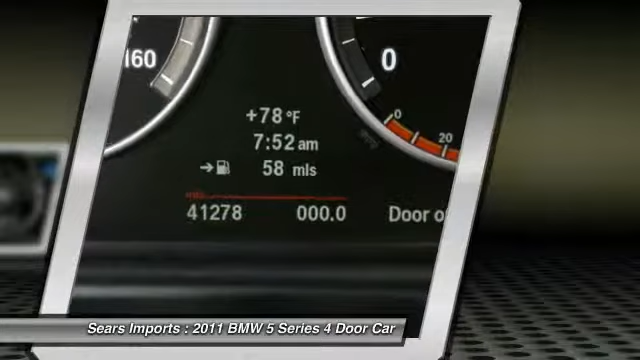 160
0
+78 °F
7:52 am
0
20
→ 58 mls
41278 000.0 Door o
Sears Imports : 2011 BMW 5 Series 4 Door Car